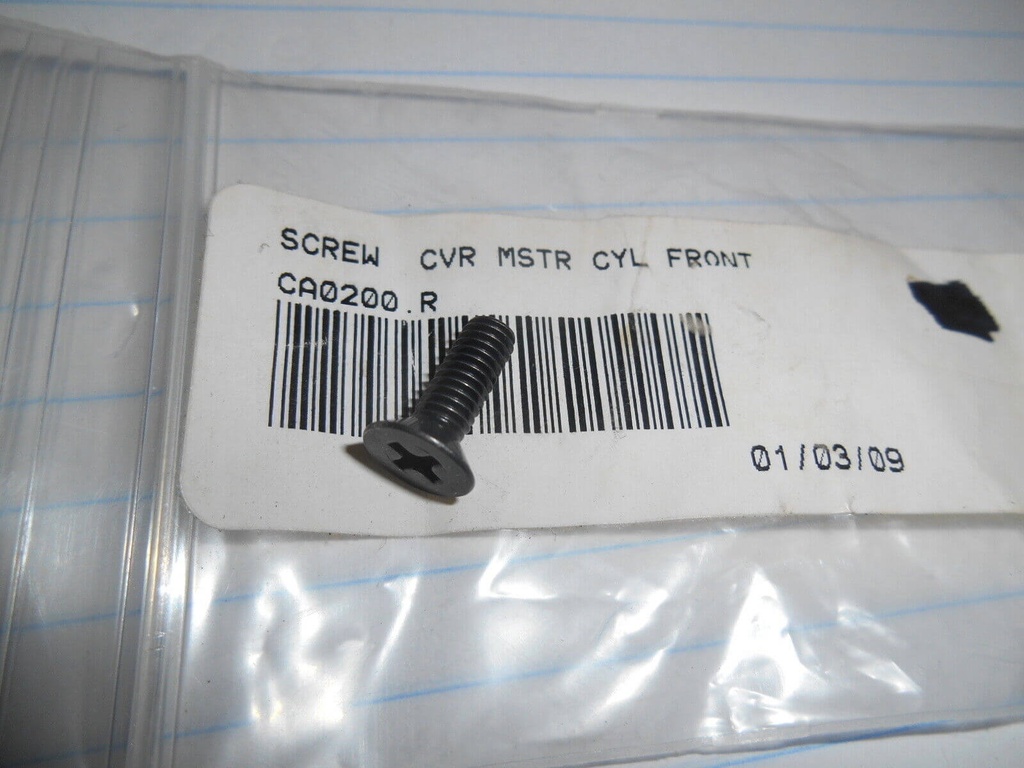 SCREW CVR MSTR CYL FRONT
CA0200.R
01/03/09